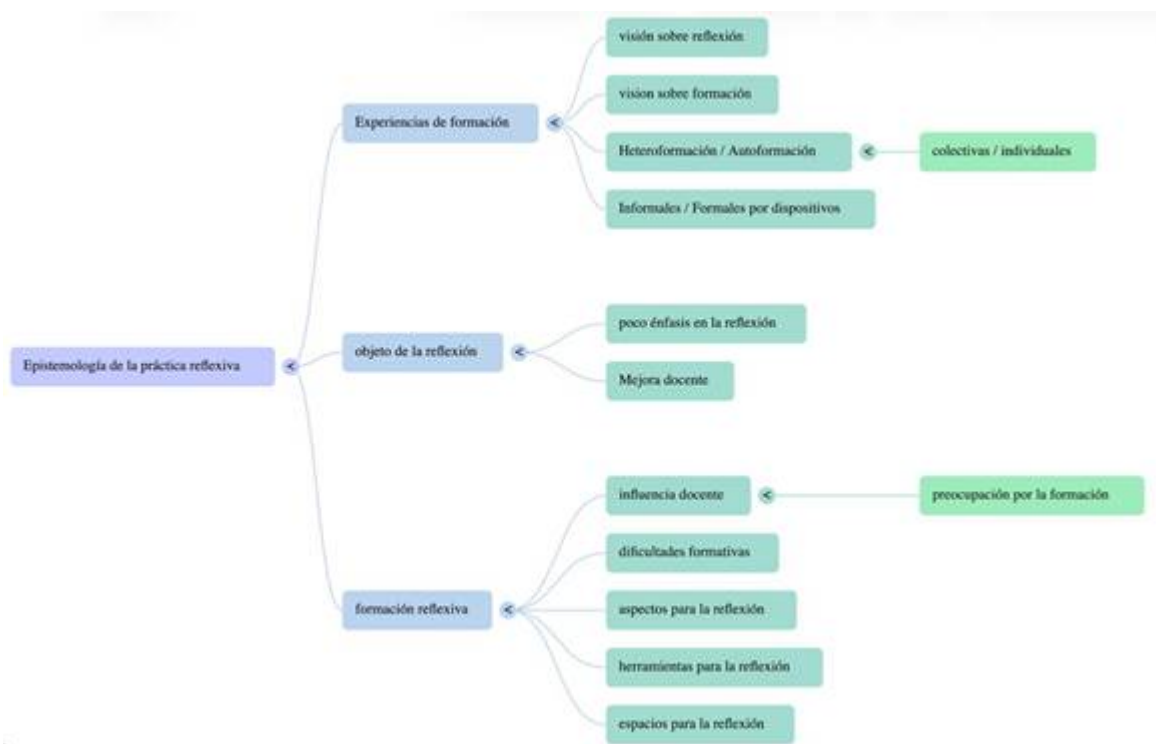 visión sobre reflexión
vision sobre formación
Experiencias de formación
Heteroformación / Autoformación
colectivas / individuales
Informales / Formales por dispositivos
poco énfasis en la reflexión
objeto de la reflexión
Epistemología de la práctica reflexiva
Mejora docente
influencia docente
preocupación por la formación
dificultades formativas
formación reflexiva
aspectos para la reflexión
herramientas para la reflexión
espacios para la reflexión